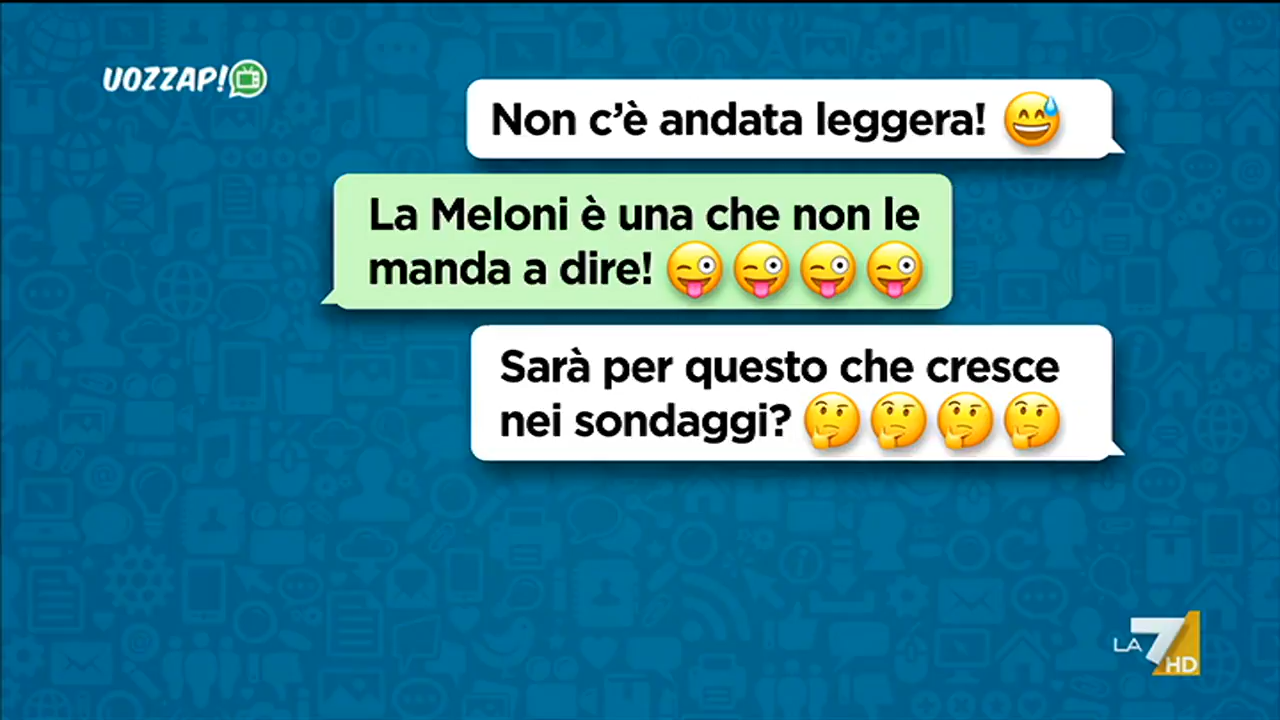 UOZZAP!
Non c'è andata leggera! 😅
La Meloni è una che non le
manda a dire! 😜😜😜😜
Sarà per questo che cresce
nei sondaggi? 🤔🤔🤔🤔
LA 7 HD